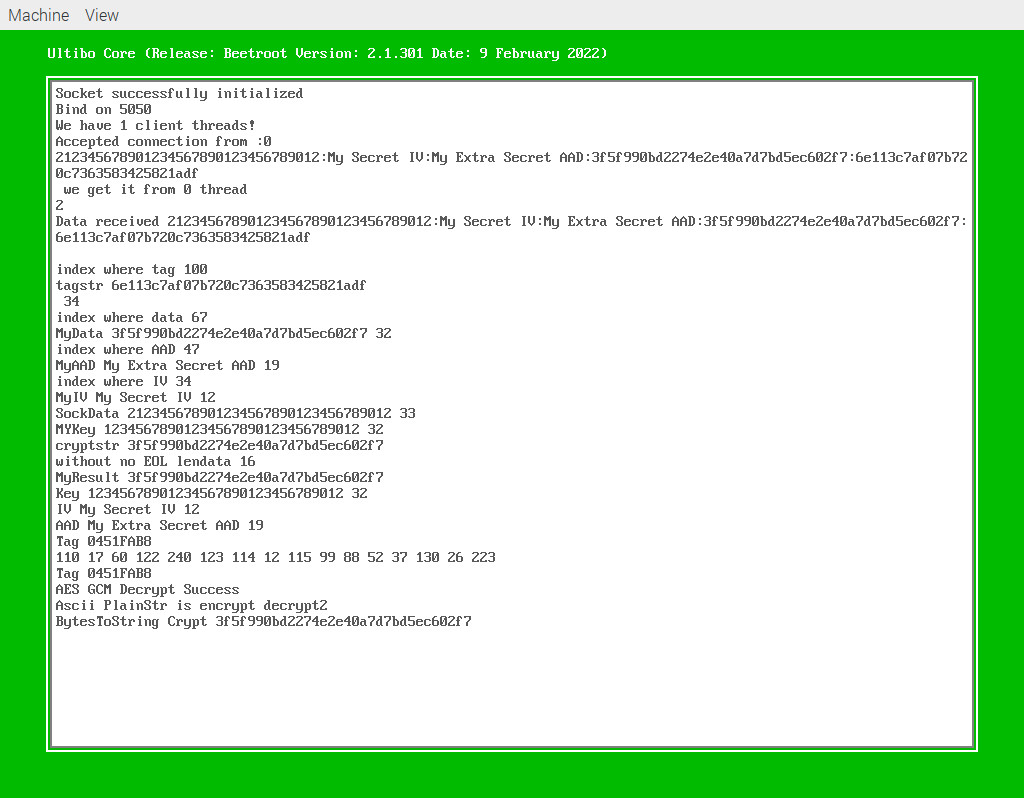 Machine View
Ultibo Core (Release: Beetroot Version: 2.1.301 Date: 9 February 2022)
Socket successfully initialized
Bind on 5050
We have 1 client threads!
Accepted connection from :0
212345678901234567890123456789012:My Secret IV:My Extra Secret AAD:3f5f990bd2274e2e40a7d7bd5ec602f7:6e113c7af07b72
0c7363583425821adf
we get it from 0 thread
2
Data received 212345678901234567890123456789012:My Secret IV:My Extra Secret AAD:3f5f990bd2274e2e40a7d7bd5ec602f7:
6e113c7af07b720c7363583425821adf
index where tag 100
tagstr 6e113c7af07b720c7363583425821adf
34
index where data 67
MyData 3f5f990bd2274e2e40a7d7bd5ec602f7 32
index where AAD 47
MyAAD My Extra Secret AAD 19
index where IV 34
MyIV My Secret IV 12
SockData 212345678901234567890123456789012 33
MYKey 12345678901234567890123456789012 32
cryptstr 3f5f990bd2274e2e40a7d7bd5ec602f7
without no EOL lendata 16
MyResult 3f5f990bd2274e2e40a7d7bd5ec602f7
Key 12345678901234567890123456789012 32
IV My Secret IV 12
AAD My Extra Secret AAD 19
Tag 0451FAB8
110 17 60 122 240 123 114 12 115 99 88 52 37 130 26 223
Tag 0451FAB8
AES GCM Decrypt Success
Ascii PlainStr is encrypt decrypt2
BytesToString Crypt 3f5f990bd2274e2e40a7d7bd5ec602f7